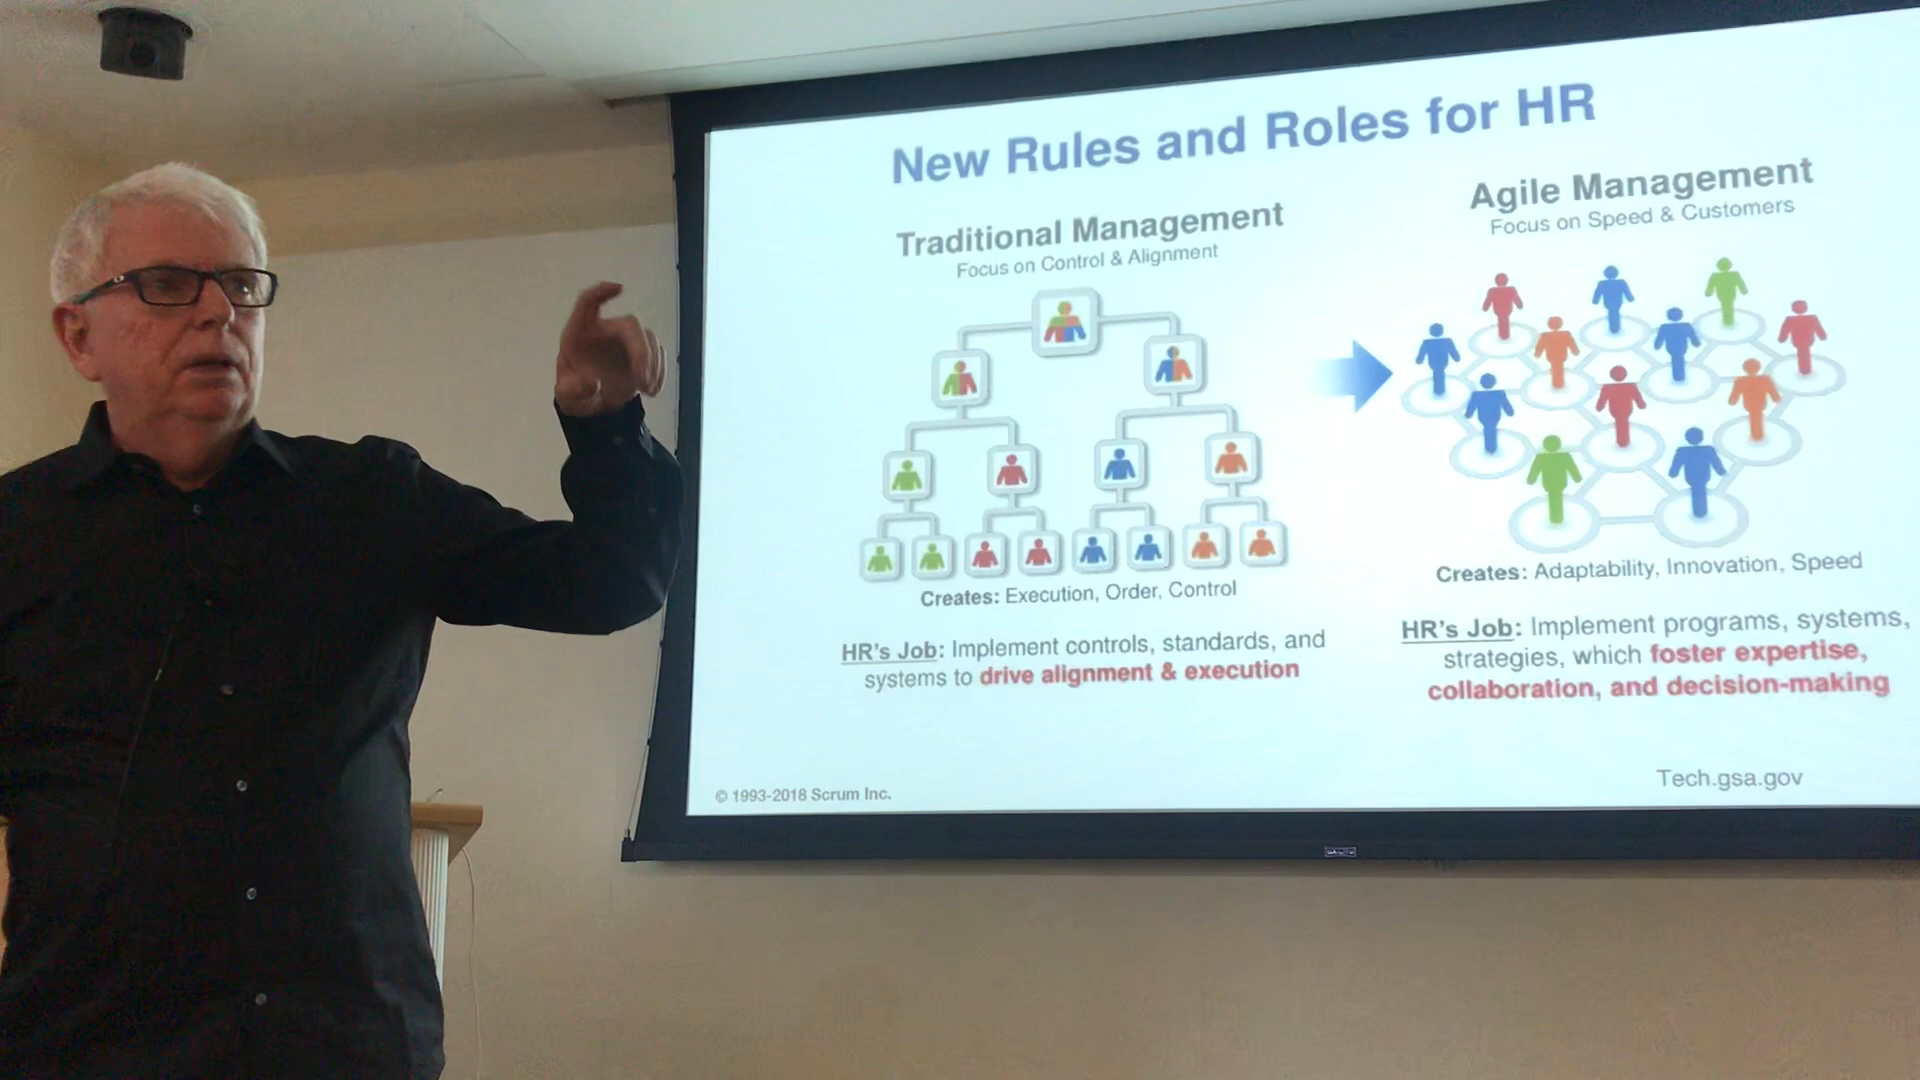 New Rules and Roles for HR
Traditional Management
Focus on Control & Alignment
Creates: Execution, Order, Control
HR's Job: Implement controls, standards, and
systems to drive alignment & execution
Agile Management
Focus on Speed & Customers
Creates: Adaptability, Innovation, Speed
HR's Job: Implement programs, systems,
strategies, which foster expertise,
collaboration, and decision-making
© 1993-2018 Scrum Inc.
Tech.gsa.gov